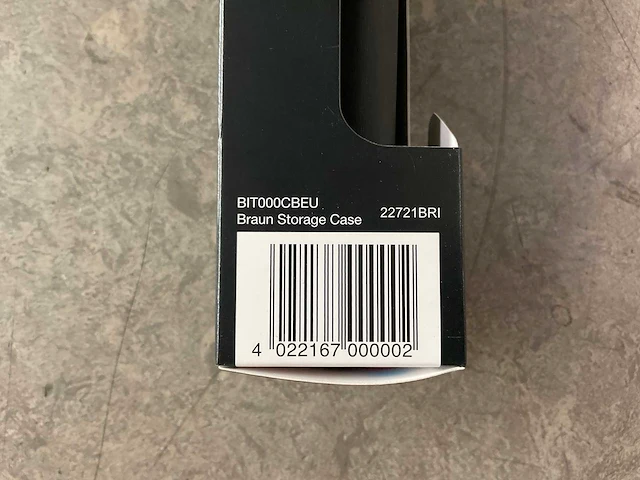 BIT000CBEU
Braun Storage Case 22721BRI
4 022167 000002